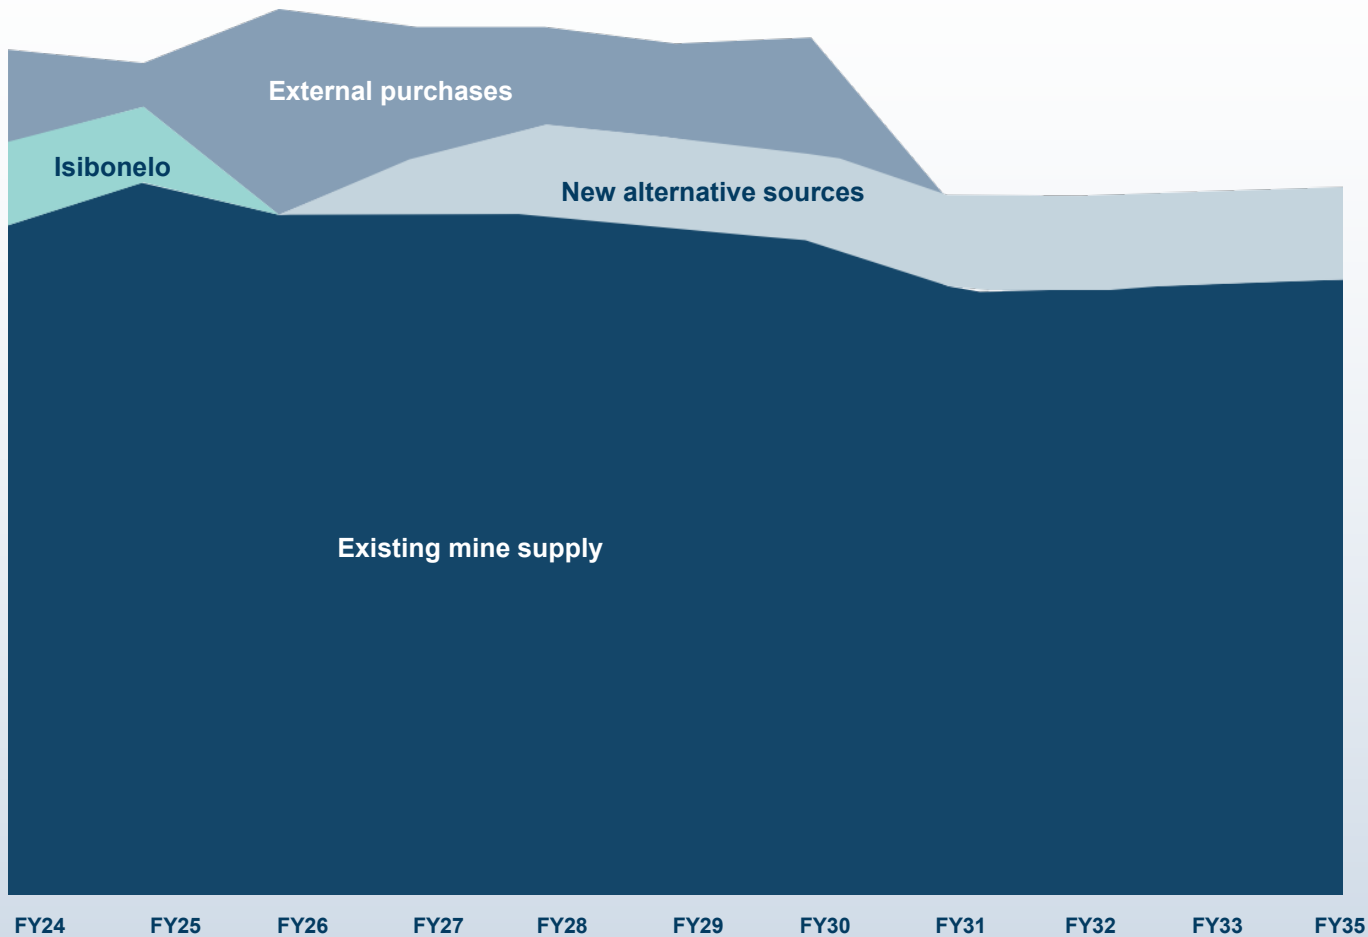 External purchases
Isibonelo
New alternative sources
Existing mine supply
FY24 FY25 FY26 FY27 FY28 FY29 FY30 FY31 FY32 FY33 FY35